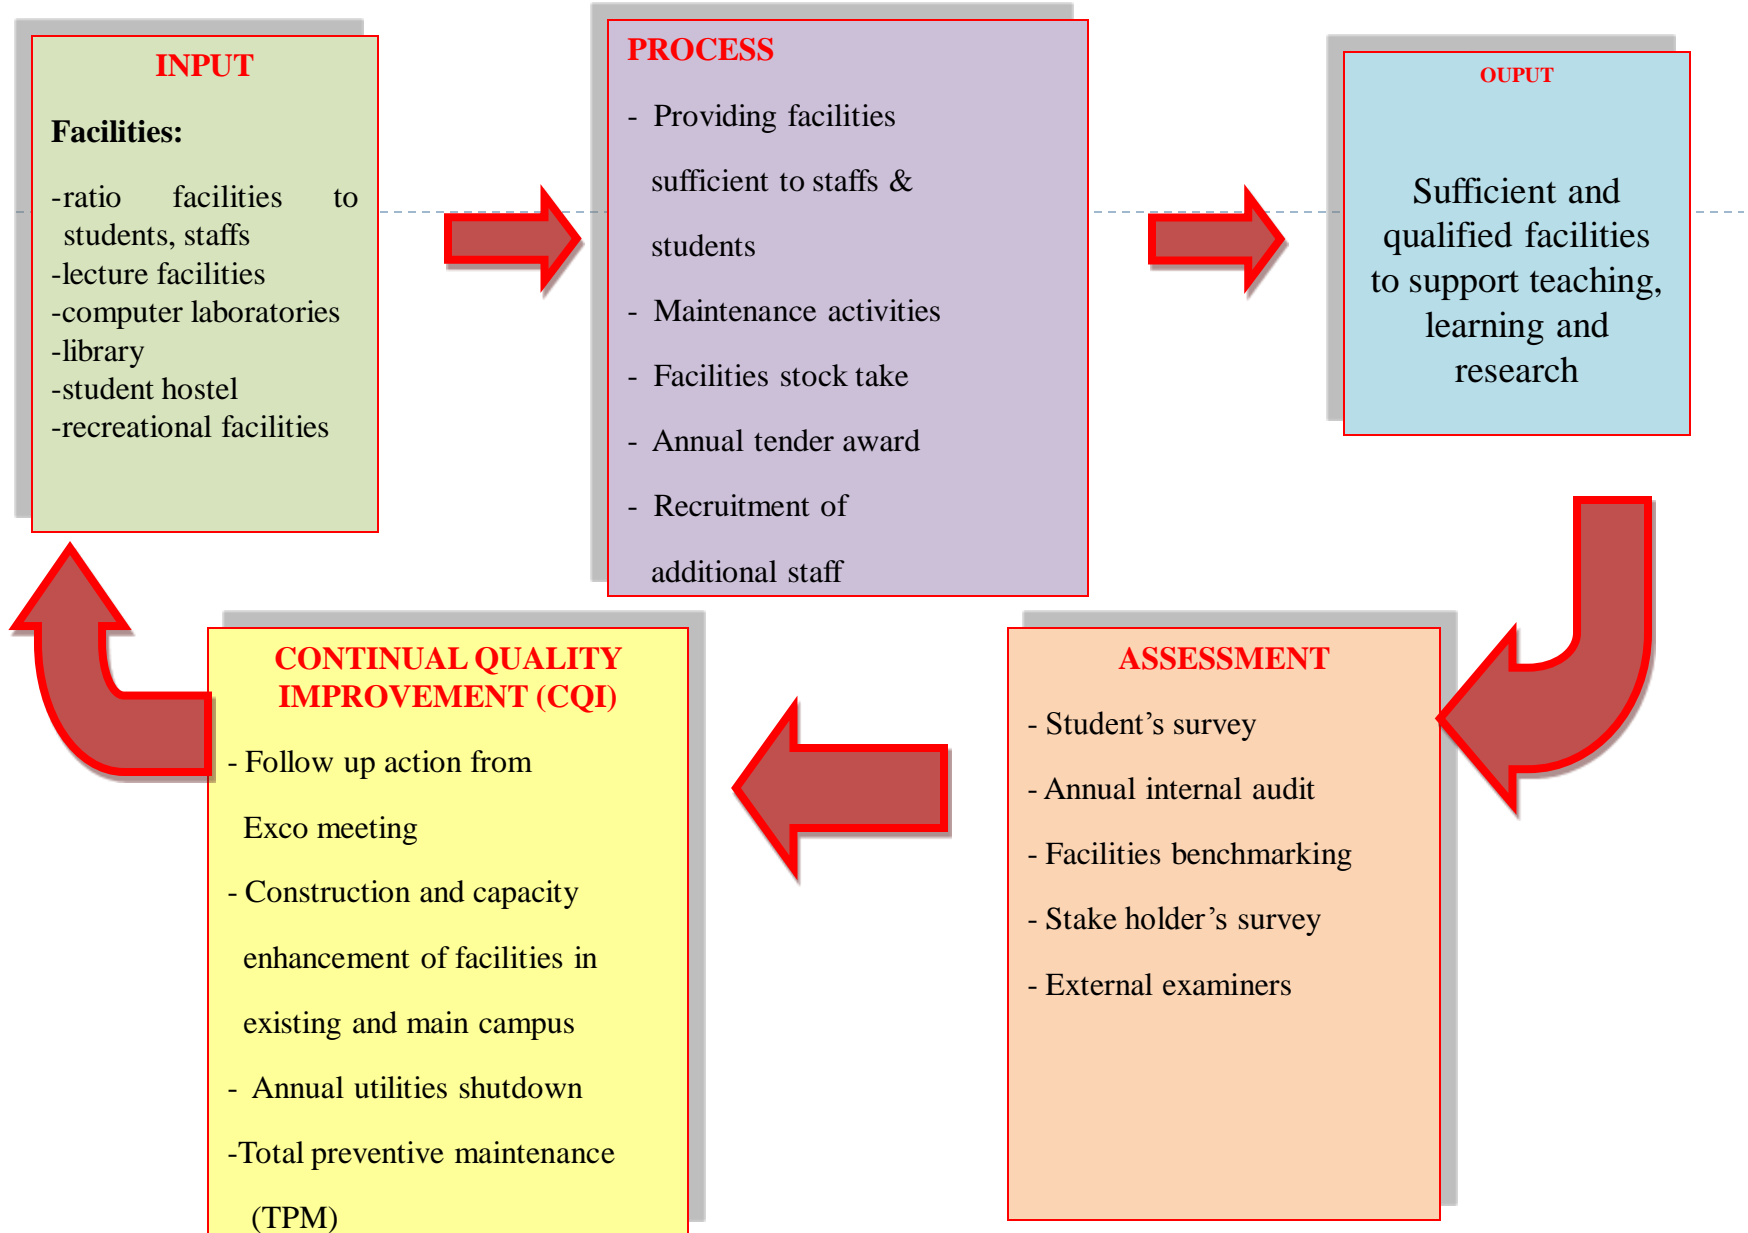 INPUT
Facilities:
-ratio facilities to
students, staffs
-lecture facilities
-computer laboratories
-library
-student hostel
-recreational facilities
PROCESS
- Providing facilities
sufficient to staffs &
students
- Maintenance activities
- Facilities stock take
- Annual tender award
- Recruitment of
additional staff
OUPUT
Sufficient and
qualified facilities
to support teaching,
learning and
research
ASSESSMENT
- Student’s survey
- Annual internal audit
- Facilities benchmarking
- Stake holder’s survey
- External examiners
CONTINUAL QUALITY
IMPROVEMENT (CQI)
- Follow up action from
Exco meeting
- Construction and capacity
enhancement of facilities in
existing and main campus
- Annual utilities shutdown
-Total preventive maintenance
(TPM)